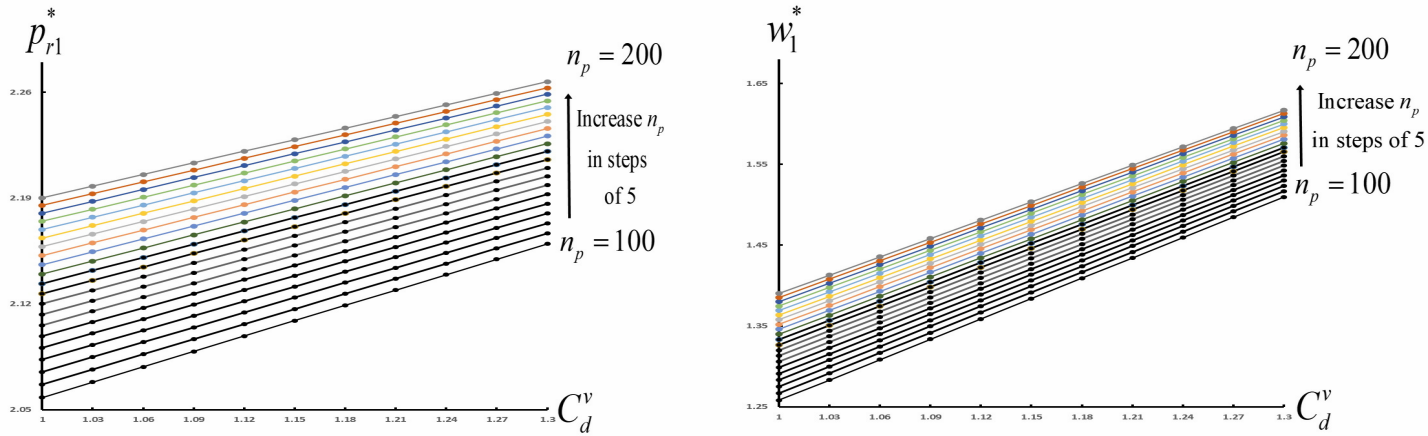 p*r1
2.26
2.19
2.12
2.05
1 1.03 1.06 1.09 1.12 1.15 1.18 1.21 1.24 1.27 1.3
C_d^v
n_p = 200
Increase n_p
in steps
of 5
n_p = 100
w_1^*
1.65
1.55
1.45
1.35
1.25
1 1.03 1.06 1.09 1.12 1.15 1.18 1.21 1.24 1.27 1.3
C_d^v
n_p = 200
Increase n_p
in steps of 5
n_p = 100